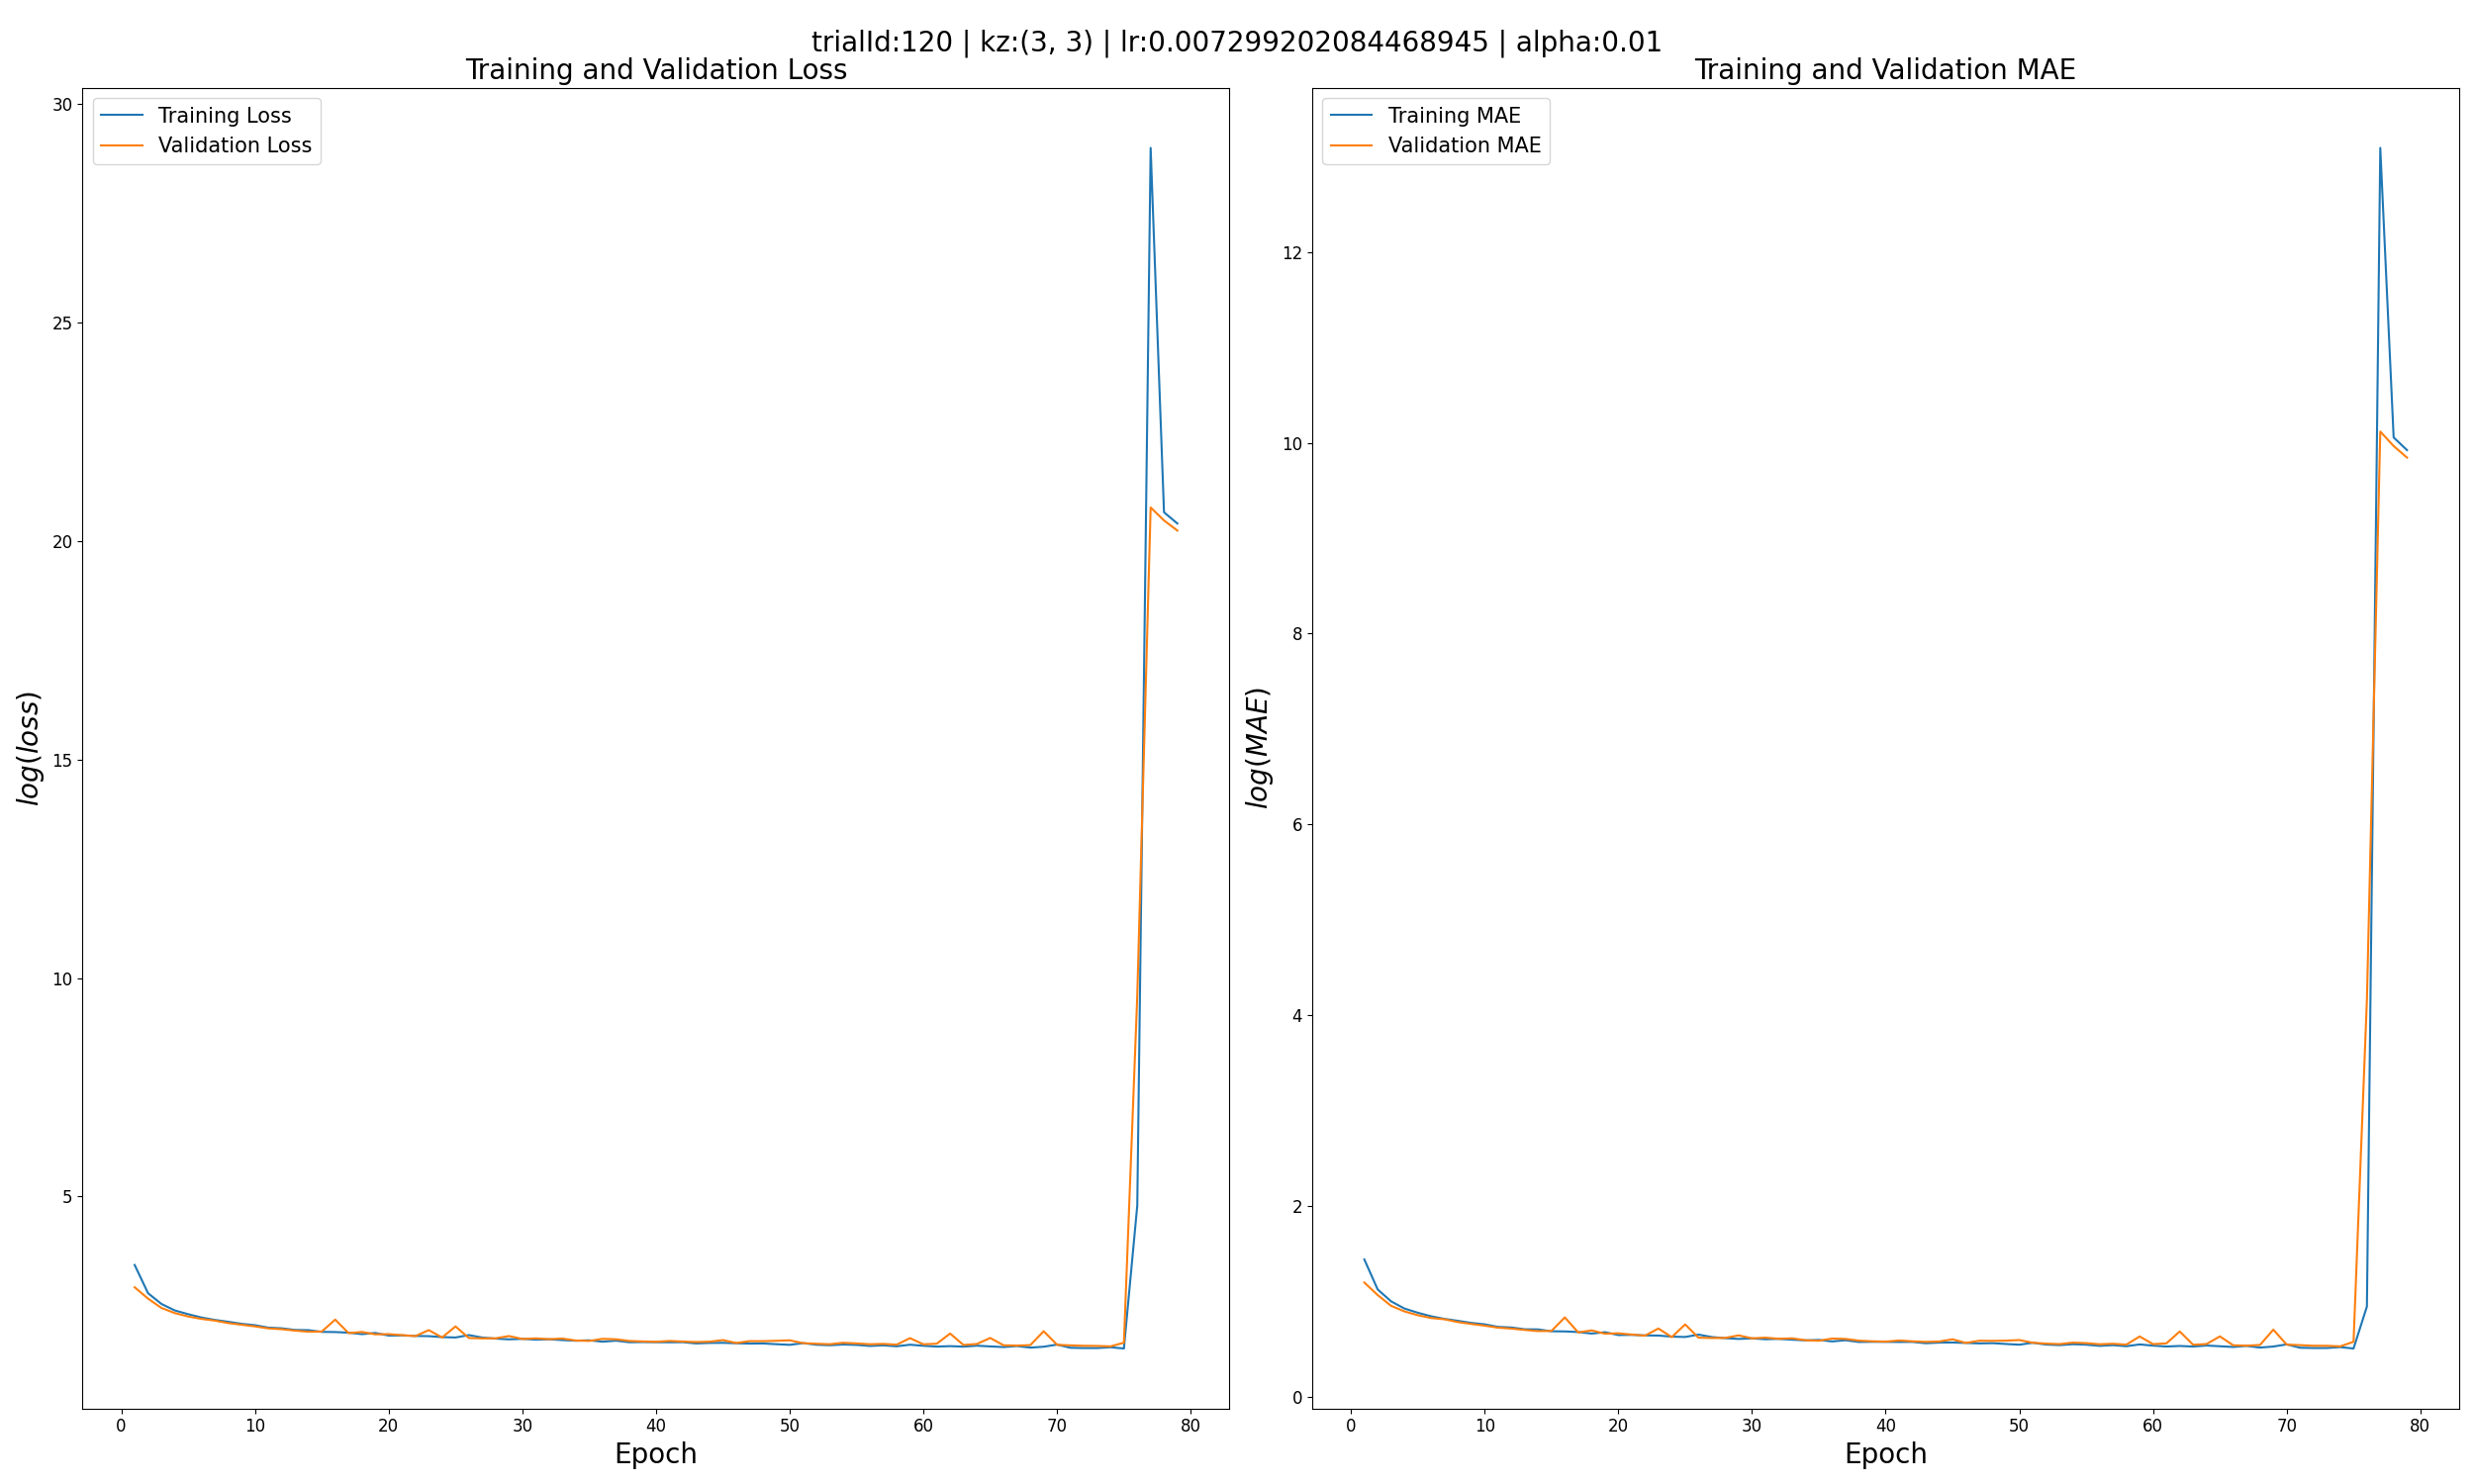 trialId:120 | kz:(3, 3) | lr:0.007299202084468945 | alpha:0.01
Training and Validation Loss
Training Loss
Validation Loss
30
25
20
15
10
5
log(loss)
0 10 20 30 40 50 60 70 80
Epoch
Training and Validation MAE
Training MAE
Validation MAE
12
10
8
6
4
2
0
log(MAE)
0 10 20 30 40 50 60 70 80
Epoch